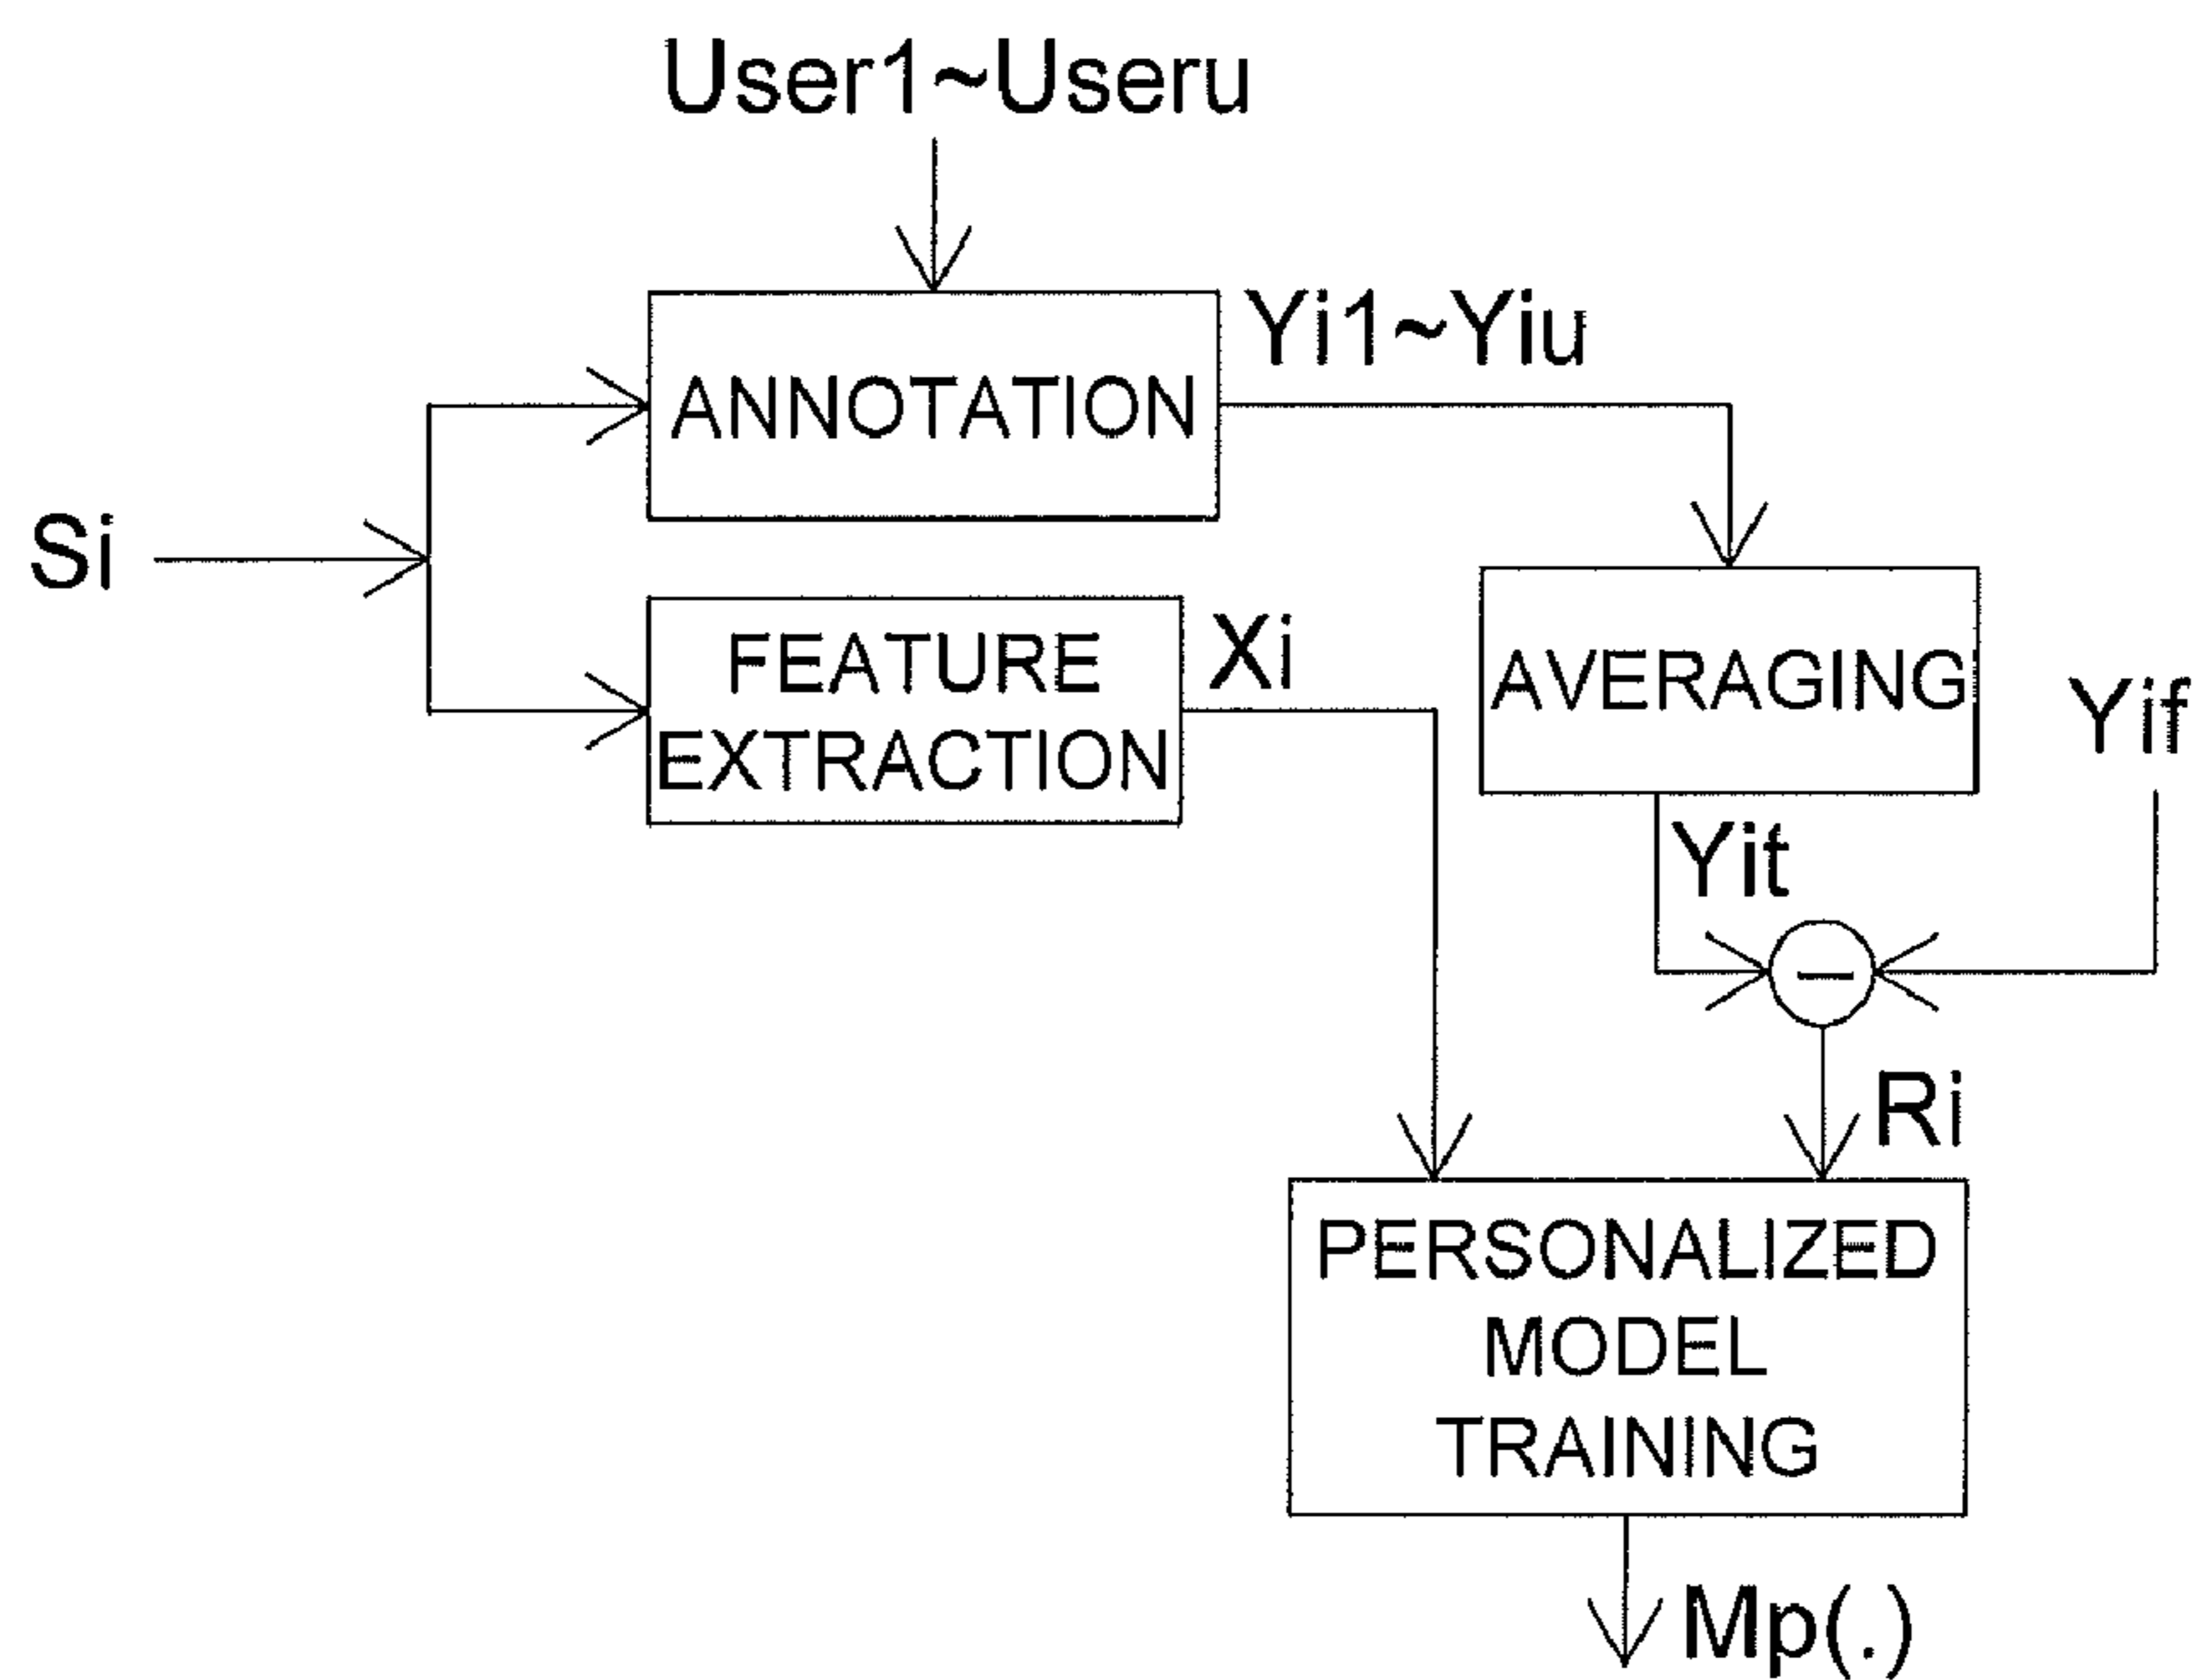 User1~Useru
ANNOTATION
Yi1~Yiu
Si
FEATURE
EXTRACTION
Xi
AVERAGING
Yif
Yit
−
Ri
PERSONALIZED
MODEL
TRAINING
Mp(.)